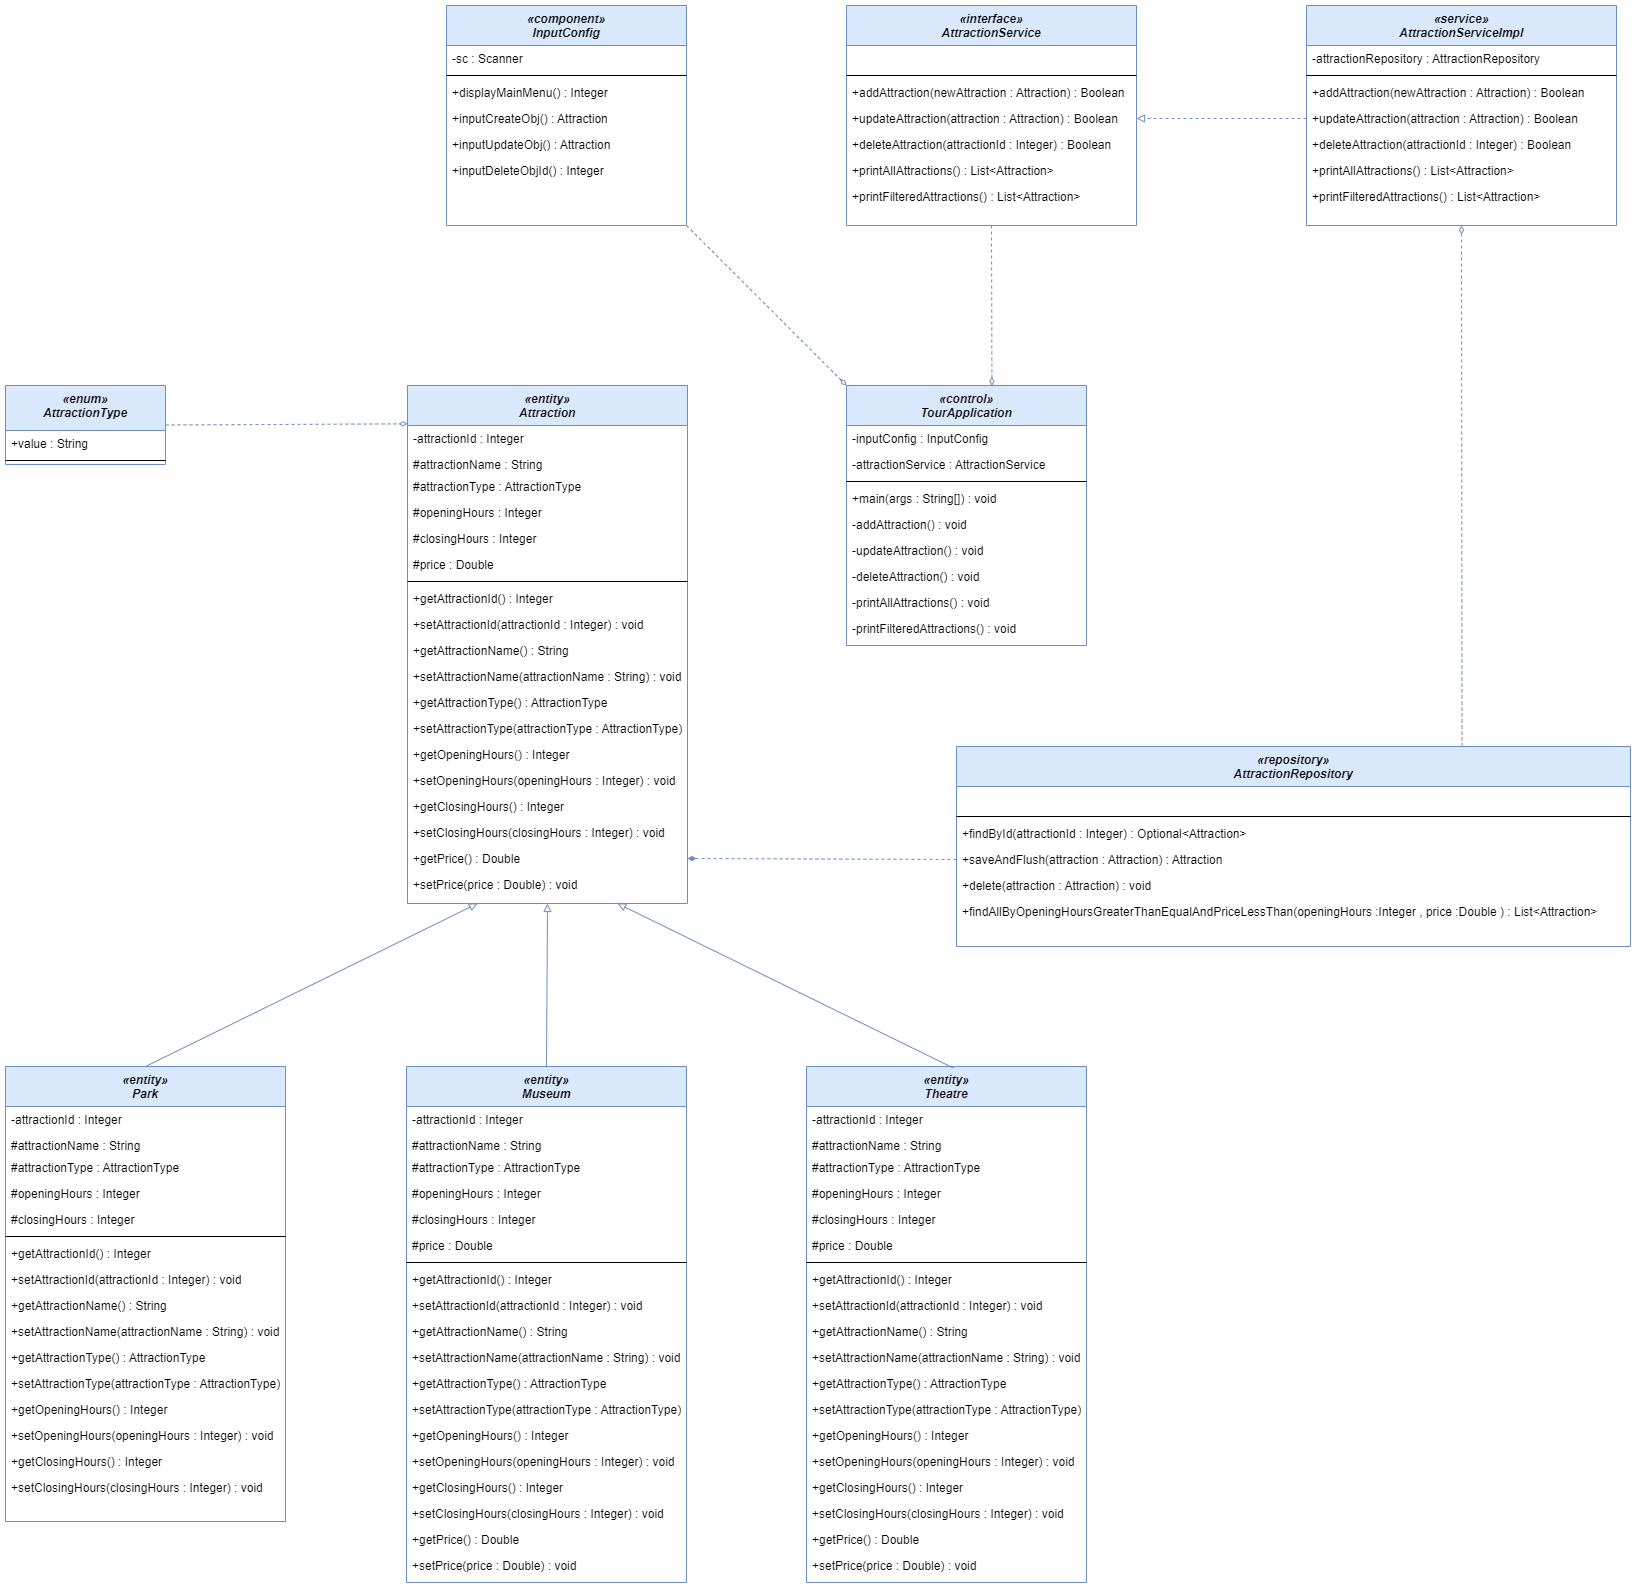 «component»
InputConfig
-sc : Scanner
+displayMainMenu() : Integer
+inputCreateObj() : Attraction
+inputUpdateObj() : Attraction
+inputDeleteObjId() : Integer
«interface»
AttractionService
+addAttraction(newAttraction : Attraction) : Boolean
+updateAttraction(attraction : Attraction) : Boolean
+deleteAttraction(attractionId : Integer) : Boolean
+printAllAttractions() : List<Attraction>
+printFilteredAttractions() : List<Attraction>
«service»
AttractionServiceImpl
-attractionRepository : AttractionRepository
+addAttraction(newAttraction : Attraction) : Boolean
+updateAttraction(attraction : Attraction) : Boolean
+deleteAttraction(attractionId : Integer) : Boolean
+printAllAttractions() : List<Attraction>
+printFilteredAttractions() : List<Attraction>
«enum»
AttractionType
+value : String
«entity»
Attraction
-attractionId : Integer
#attractionName : String
#attractionType : AttractionType
#openingHours : Integer
#closingHours : Integer
#price : Double
+getAttractionId() : Integer
+setAttractionId(attractionId : Integer) : void
+getAttractionName() : String
+setAttractionName(attractionName : String) : void
+getAttractionType() : AttractionType
+setAttractionType(attractionType : AttractionType)
+getOpeningHours() : Integer
+setOpeningHours(openingHours : Integer) : void
+getClosingHours() : Integer
+setClosingHours(closingHours : Integer) : void
+getPrice() : Double
+setPrice(price : Double) : void
«control»
TourApplication
-inputConfig : InputConfig
-attractionService : AttractionService
+main(args : String[]) : void
-addAttraction() : void
-updateAttraction() : void
-deleteAttraction() : void
-printAllAttractions() : void
-printFilteredAttractions() : void
«repository»
AttractionRepository
+findById(attractionId : Integer) : Optional<Attraction>
+saveAndFlush(attraction : Attraction) : Attraction
+delete(attraction : Attraction) : void
+findAllByOpeningHoursGreaterThanEqualAndPriceLessThan(openingHours :Integer , price :Double ) : List<Attraction>
«entity»
Park
-attractionId : Integer
#attractionName : String
#attractionType : AttractionType
#openingHours : Integer
#closingHours : Integer
+getAttractionId() : Integer
+setAttractionId(attractionId : Integer) : void
+getAttractionName() : String
+setAttractionName(attractionName : String) : void
+getAttractionType() : AttractionType
+setAttractionType(attractionType : AttractionType)
+getOpeningHours() : Integer
+setOpeningHours(openingHours : Integer) : void
+getClosingHours() : Integer
+setClosingHours(closingHours : Integer) : void
«entity»
Museum
-attractionId : Integer
#attractionName : String
#attractionType : AttractionType
#openingHours : Integer
#closingHours : Integer
#price : Double
+getAttractionId() : Integer
+setAttractionId(attractionId : Integer) : void
+getAttractionName() : String
+setAttractionName(attractionName : String) : void
+getAttractionType() : AttractionType
+setAttractionType(attractionType : AttractionType)
+getOpeningHours() : Integer
+setOpeningHours(openingHours : Integer) : void
+getClosingHours() : Integer
+setClosingHours(closingHours : Integer) : void
+getPrice() : Double
+setPrice(price : Double) : void
«entity»
Theatre
-attractionId : Integer
#attractionName : String
#attractionType : AttractionType
#openingHours : Integer
#closingHours : Integer
#price : Double
+getAttractionId() : Integer
+setAttractionId(attractionId : Integer) : void
+getAttractionName() : String
+setAttractionName(attractionName : String) : void
+getAttractionType() : AttractionType
+setAttractionType(attractionType : AttractionType)
+getOpeningHours() : Integer
+setOpeningHours(openingHours : Integer) : void
+getClosingHours() : Integer
+setClosingHours(closingHours : Integer) : void
+getPrice() : Double
+setPrice(price : Double) : void